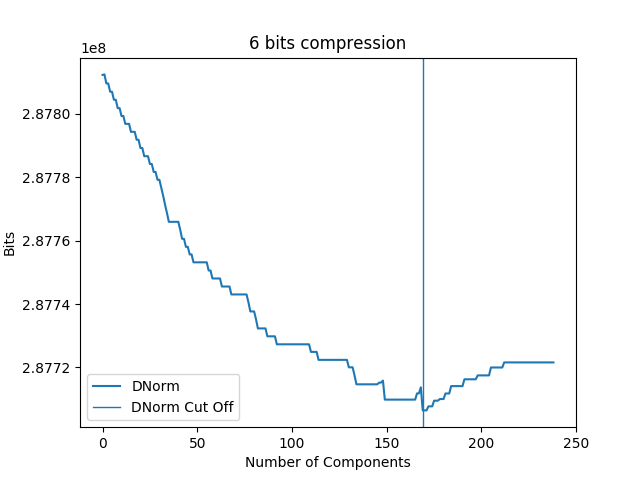 6 bits compression
1e8
2.8780
2.8778
2.8776
2.8774
2.8772
Bits
DNorm
DNorm Cut Off
0 50 100 150 200 250
Number of Components